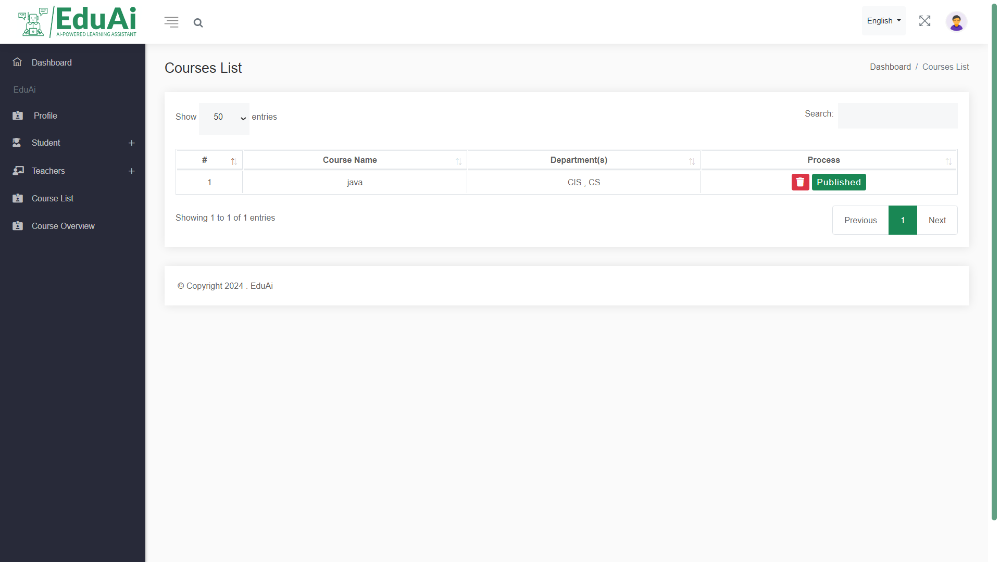 EduAi
AI-POWERED LEARNING ASSISTANT
English
Dashboard
EduAi
Profile
Student
Teachers
Course List
Course Overview
Courses List
Dashboard / Courses List
Show 50 entries
Search:
# Course Name Department(s) Process
1 java CIS , CS Published
Showing 1 to 1 of 1 entries
Previous 1 Next
© Copyright 2024 . EduAi